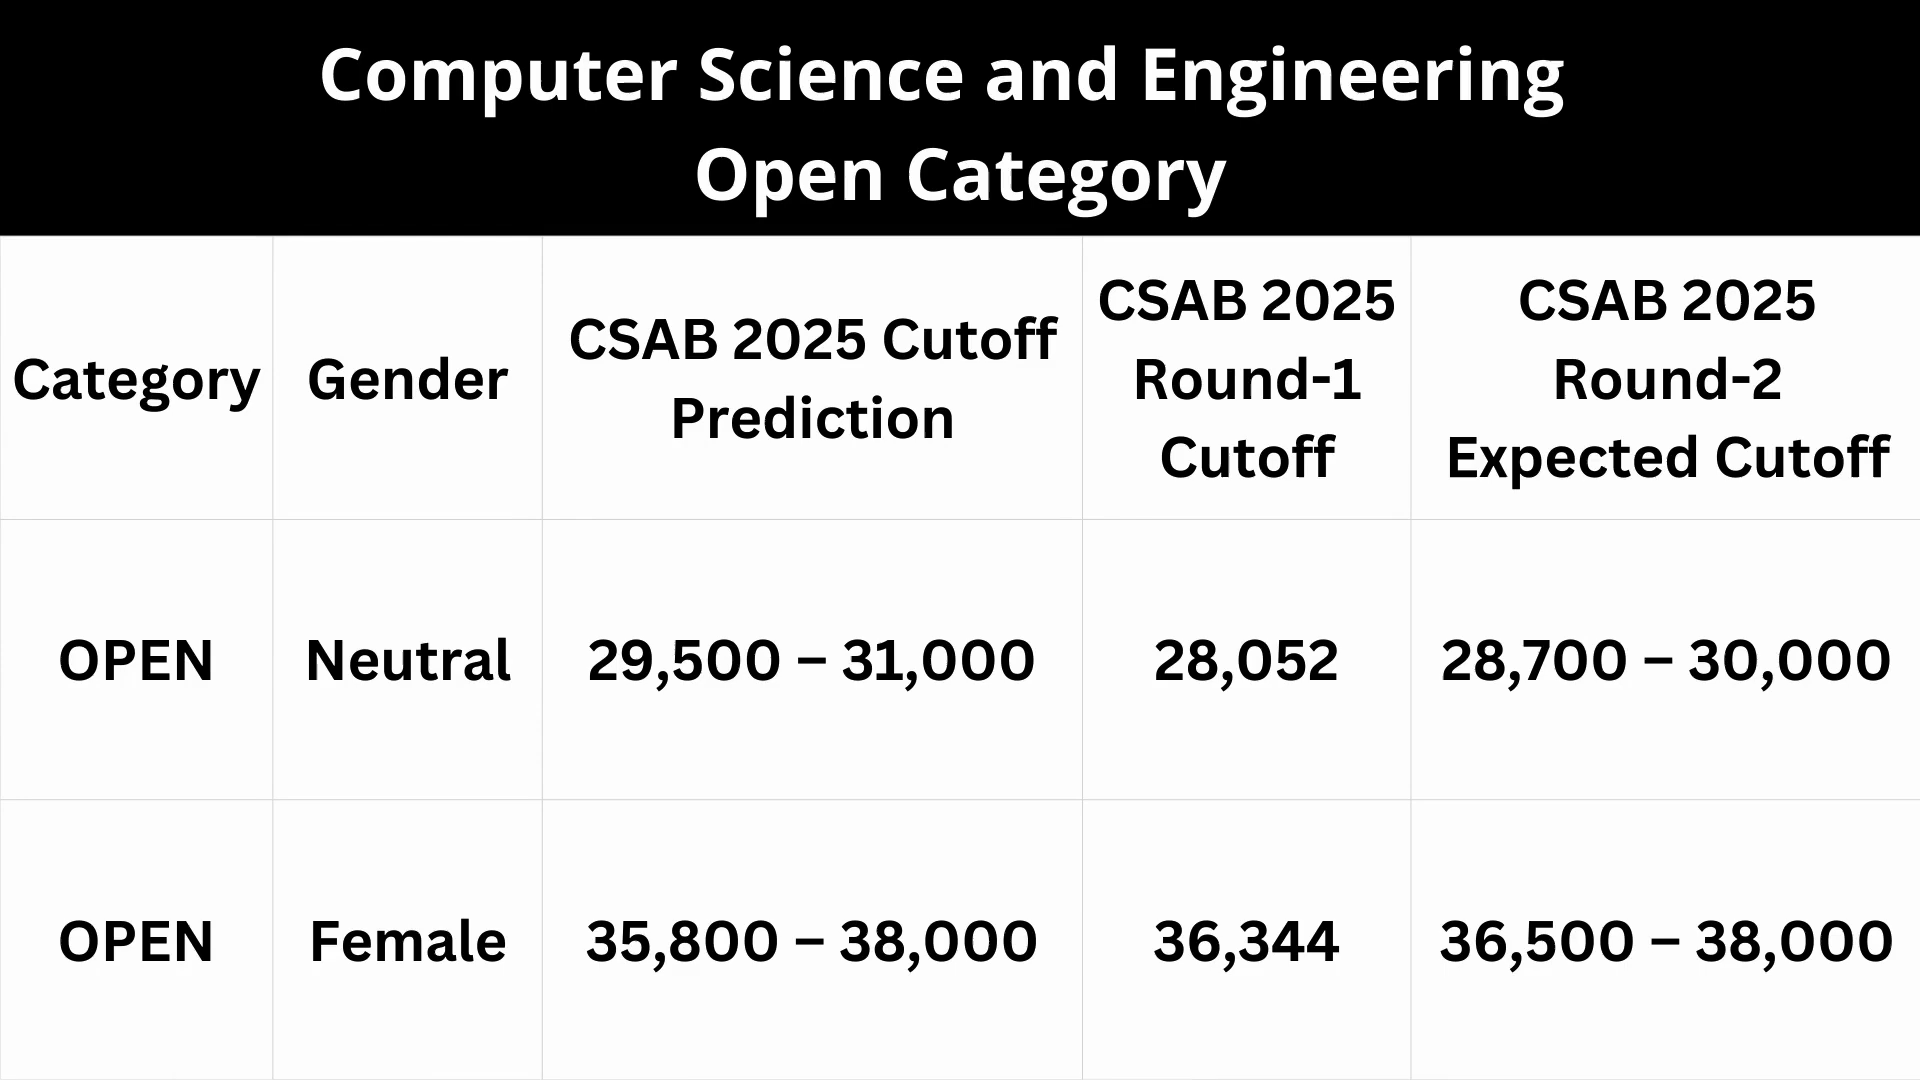 Computer Science and Engineering
Open Category
Category
Gender
CSAB 2025 Cutoff
Prediction
CSAB 2025
Round-1
Cutoff
CSAB 2025
Round-2
Expected Cutoff
OPEN
Neutral
29,500 – 31,000
28,052
28,700 – 30,000
OPEN
Female
35,800 – 38,000
36,344
36,500 – 38,000